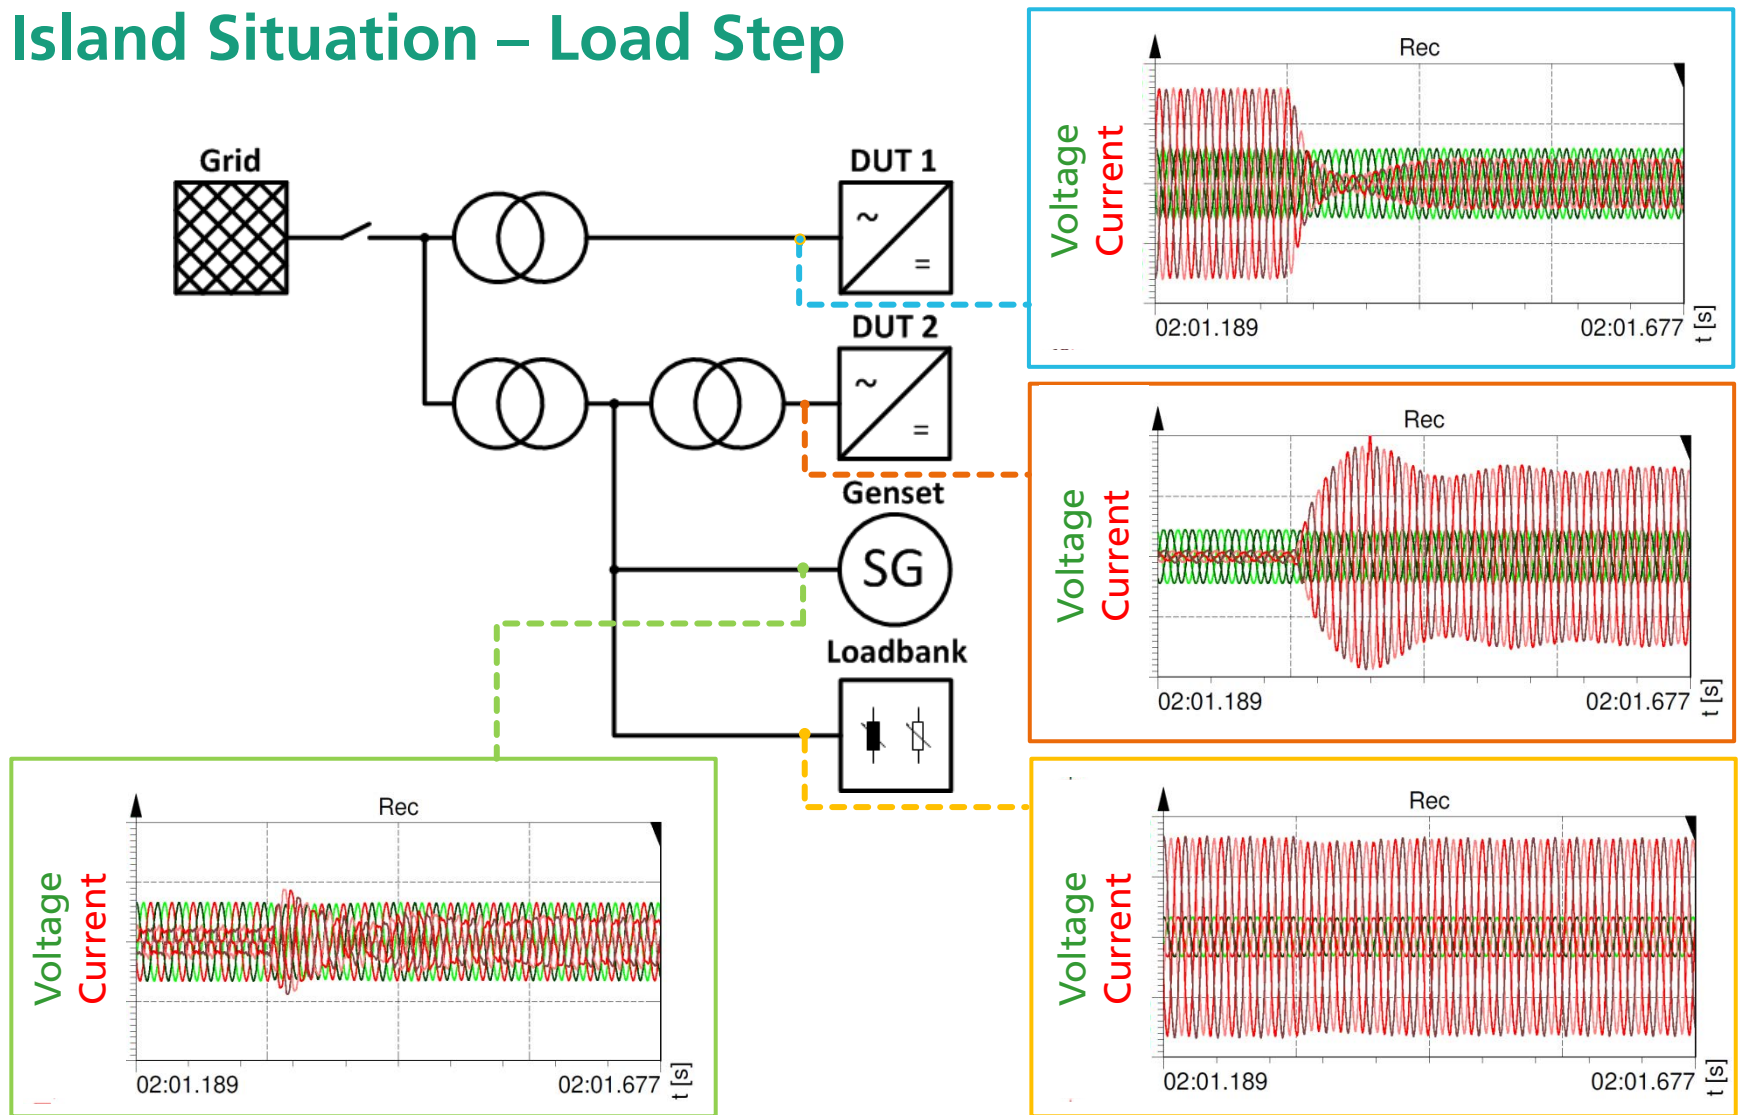 Island Situation – Load Step
Grid
DUT 1
~
=
DUT 2
~
=
Genset
SG
Loadbank
Rec
Voltage
Current
02:01.189
02:01.677
t [s]
Rec
Voltage
Current
02:01.189
02:01.677
t [s]
Rec
Voltage
Current
02:01.189
02:01.677
t [s]
Rec
Voltage
Current
02:01.189
02:01.677
t [s]